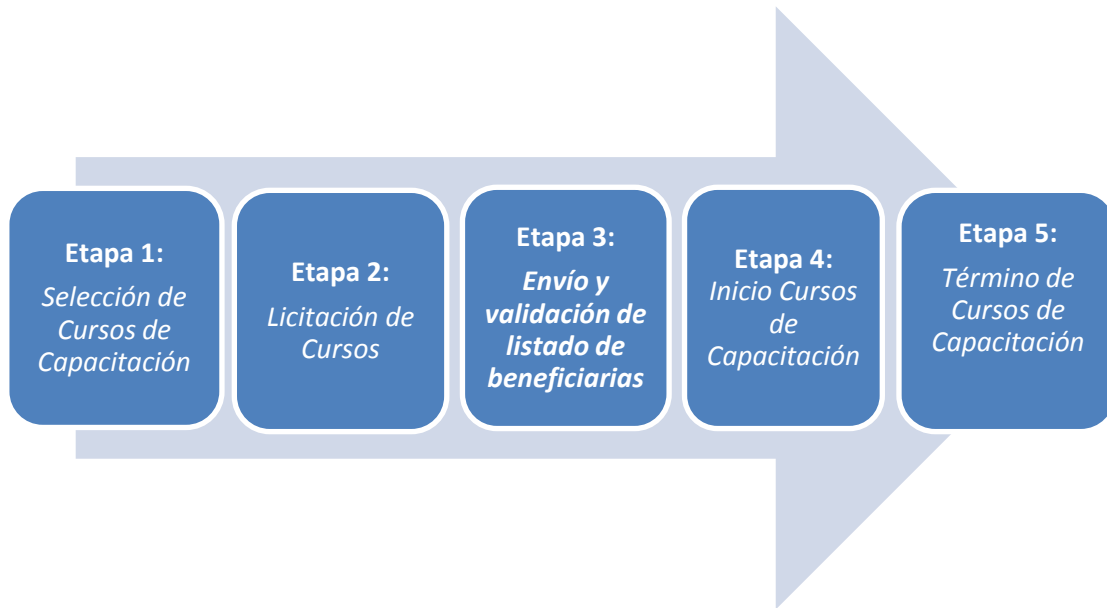 Etapa 1:
Selección de
Cursos de
Capacitación
Etapa 2:
Licitación de
Cursos
Etapa 3:
Envío y
validación de
listado de
beneficiarias
Etapa 4:
Inicio Cursos
de
Capacitación
Etapa 5:
Término de
Cursos de
Capacitación